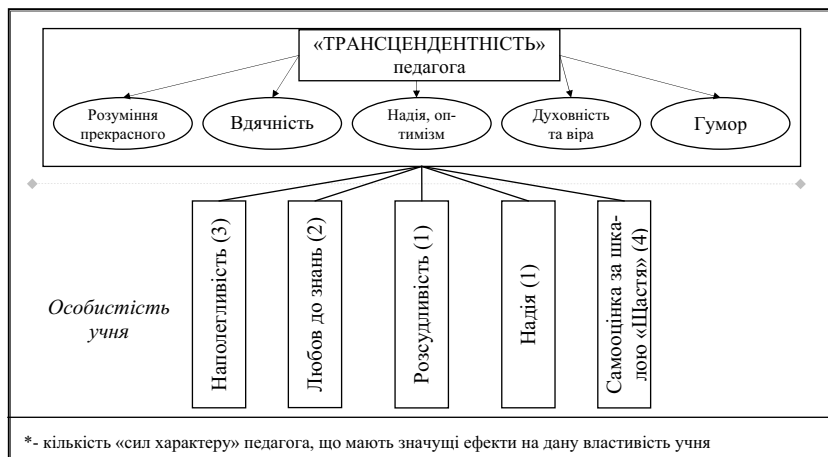 «ТРАНСЦЕНДЕНТНІСТЬ»
педагога
Розуміння
прекрасного
Вдячність
Надія, оп-
тимізм
Духовність
та віра
Гумор
Особистість
учня
Наполегливість (3)
Любов до знань (2)
Розсудливість (1)
Надія (1)
Самооцінка за шка-
лою «Щастя» (4)
*- кількість «сил характеру» педагога, що мають значущі ефекти на дану властивість учня